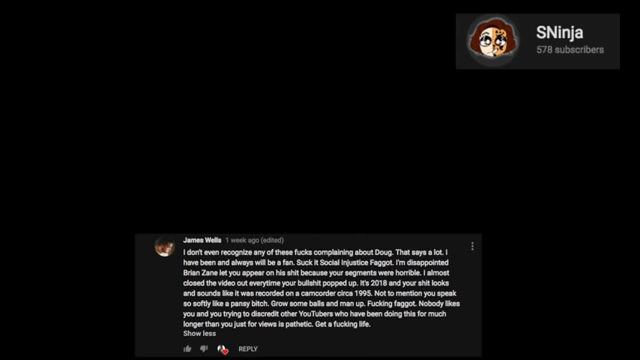 SNinja
578 subscribers
James Wells 1 week ago (edited)
I don't even recognize any of these fucks complaining about Doug. That says a lot. I
have been and always will be a fan. Suck it Social Injustice Faggot. I'm disappointed
Brian Zane let you appear on his shit because your segments were horrible. I almost
closed the video out everytime your bullshit popped up. It's 2018 and your shit looks
and sounds like it was recorded on a camcorder circa 1995. Not to mention you speak
so softly like a pansy bitch. Grow some balls and man up. Fucking faggot. Nobody likes
you and you trying to discredit other YouTubers who have been doing this for much
longer than you just for views is pathetic. Get a fucking life.
Show less
REPLY